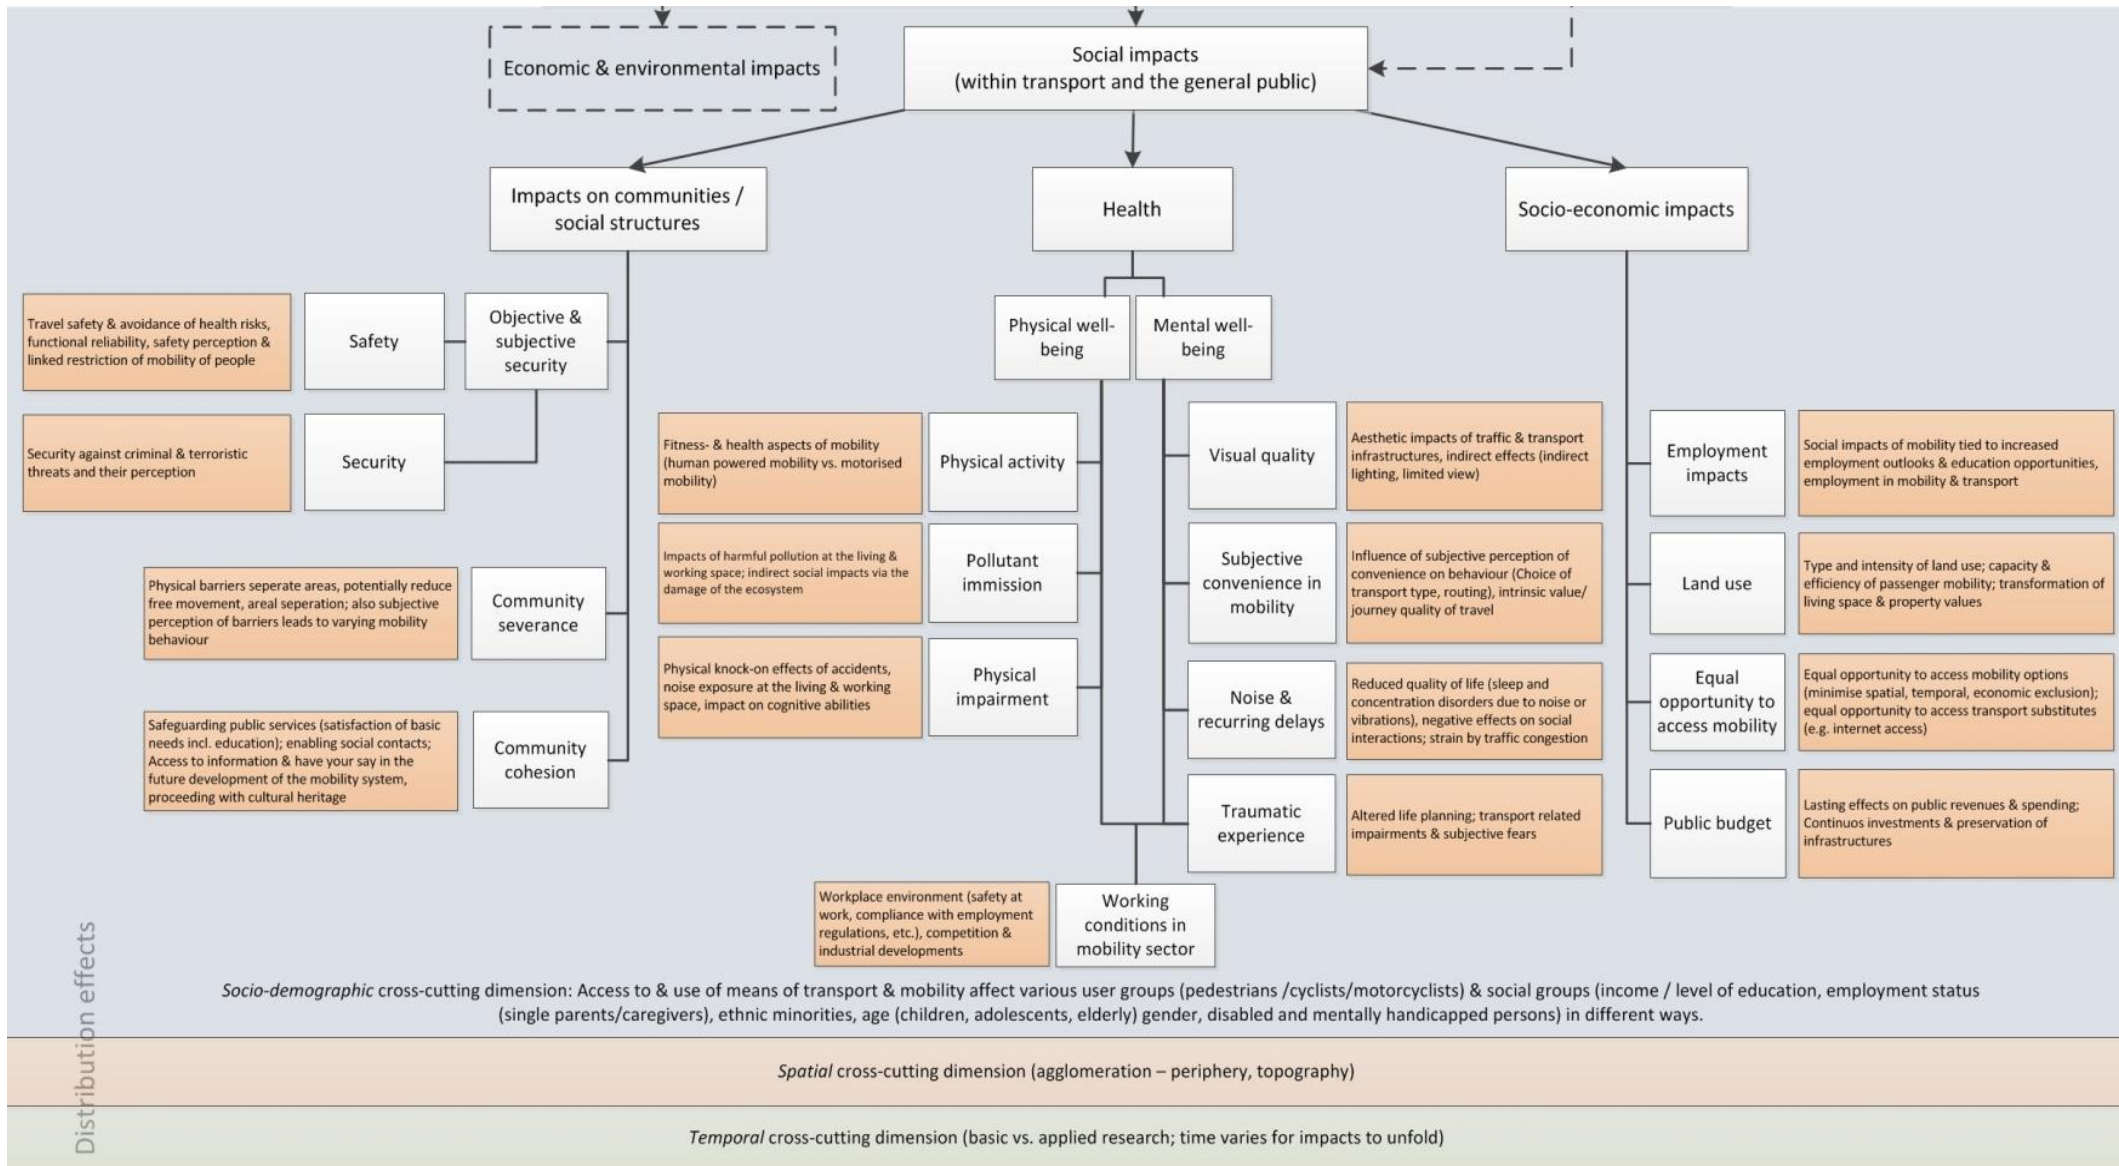 Economic & environmental impacts
Social impacts
(within transport and the general public)
Impacts on communities /
social structures
Health
Socio-economic impacts
Travel safety & avoidance of health risks,
functional reliability, safety perception &
linked restriction of mobility of people
Safety
Objective &
subjective
security
Security against criminal & terroristic
threats and their perception
Security
Physical barriers seperate areas, potentially reduce
free movement, areal seperation; also subjective
perception of barriers leads to varying mobility
behaviour
Community
severance
Safeguarding public services (satisfaction of basic
needs incl. education); enabling social contacts;
Access to information & have your say in the
future development of the mobility system,
proceeding with cultural heritage
Community
cohesion
Physical well-
being
Mental well-
being
Fitness- & health aspects of mobility
(human powered mobility vs. motorised
mobility)
Physical activity
Impacts of harmful pollution at the living &
working space; indirect social impacts via the
damage of the ecosystem
Pollutant
immission
Physical knock-on effects of accidents,
noise exposure at the living & working
space, impact on cognitive abilities
Physical
impairment
Visual quality
Aesthetic impacts of traffic & transport
infrastructures, indirect effects (indirect
lighting, limited view)
Subjective
convenience in
mobility
Influence of subjective perception of
convenience on behaviour (Choice of
transport type, routing), intrinsic value/
journey quality of travel
Noise &
recurring delays
Reduced quality of life (sleep and
concentration disorders due to noise or
vibrations), negative effects on social
interactions; strain by traffic congestion
Traumatic
experience
Altered life planning; transport related
impairments & subjective fears
Workplace environment (safety at
work, compliance with employment
regulations, etc.), competition &
industrial developments
Working
conditions in
mobility sector
Employment
impacts
Social impacts of mobility tied to increased
employment outlooks & education opportunities,
employment in mobility & transport
Land use
Type and intensity of land use; capacity &
efficiency of passenger mobility; transformation of
living space & property values
Equal
opportunity to
access mobility
Equal opportunity to access mobility options
(minimise spatial, temporal, economic exclusion);
equal opportunity to access transport substitutes
(e.g. internet access)
Public budget
Lasting effects on public revenues & spending;
Continuos investments & preservation of
infrastructures
Distribution effects
Socio-demographic cross-cutting dimension: Access to & use of means of transport & mobility affect various user groups (pedestrians /cyclists/motorcyclists) & social groups (income / level of education, employment status
(single parents/caregivers), ethnic minorities, age (children, adolescents, elderly) gender, disabled and mentally handicapped persons) in different ways.
Spatial cross-cutting dimension (agglomeration – periphery, topography)
Temporal cross-cutting dimension (basic vs. applied research; time varies for impacts to unfold)